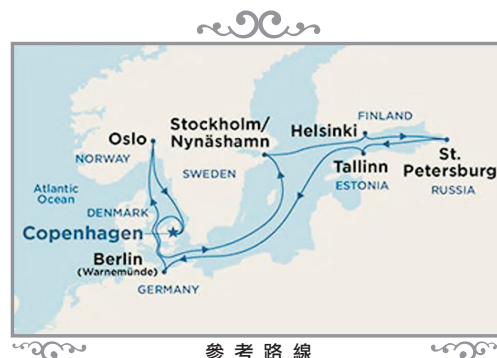 FINLAND
Stockholm/
Nynäshamn
Helsinki
Oslo
NORWAY
SWEDEN
Tallinn
ESTONIA
St.
Petersburg
RUSSIA
Atlantic
Ocean
DENMARK
Copenhagen
Berlin
(Warnemünde)
GERMANY
參考路線